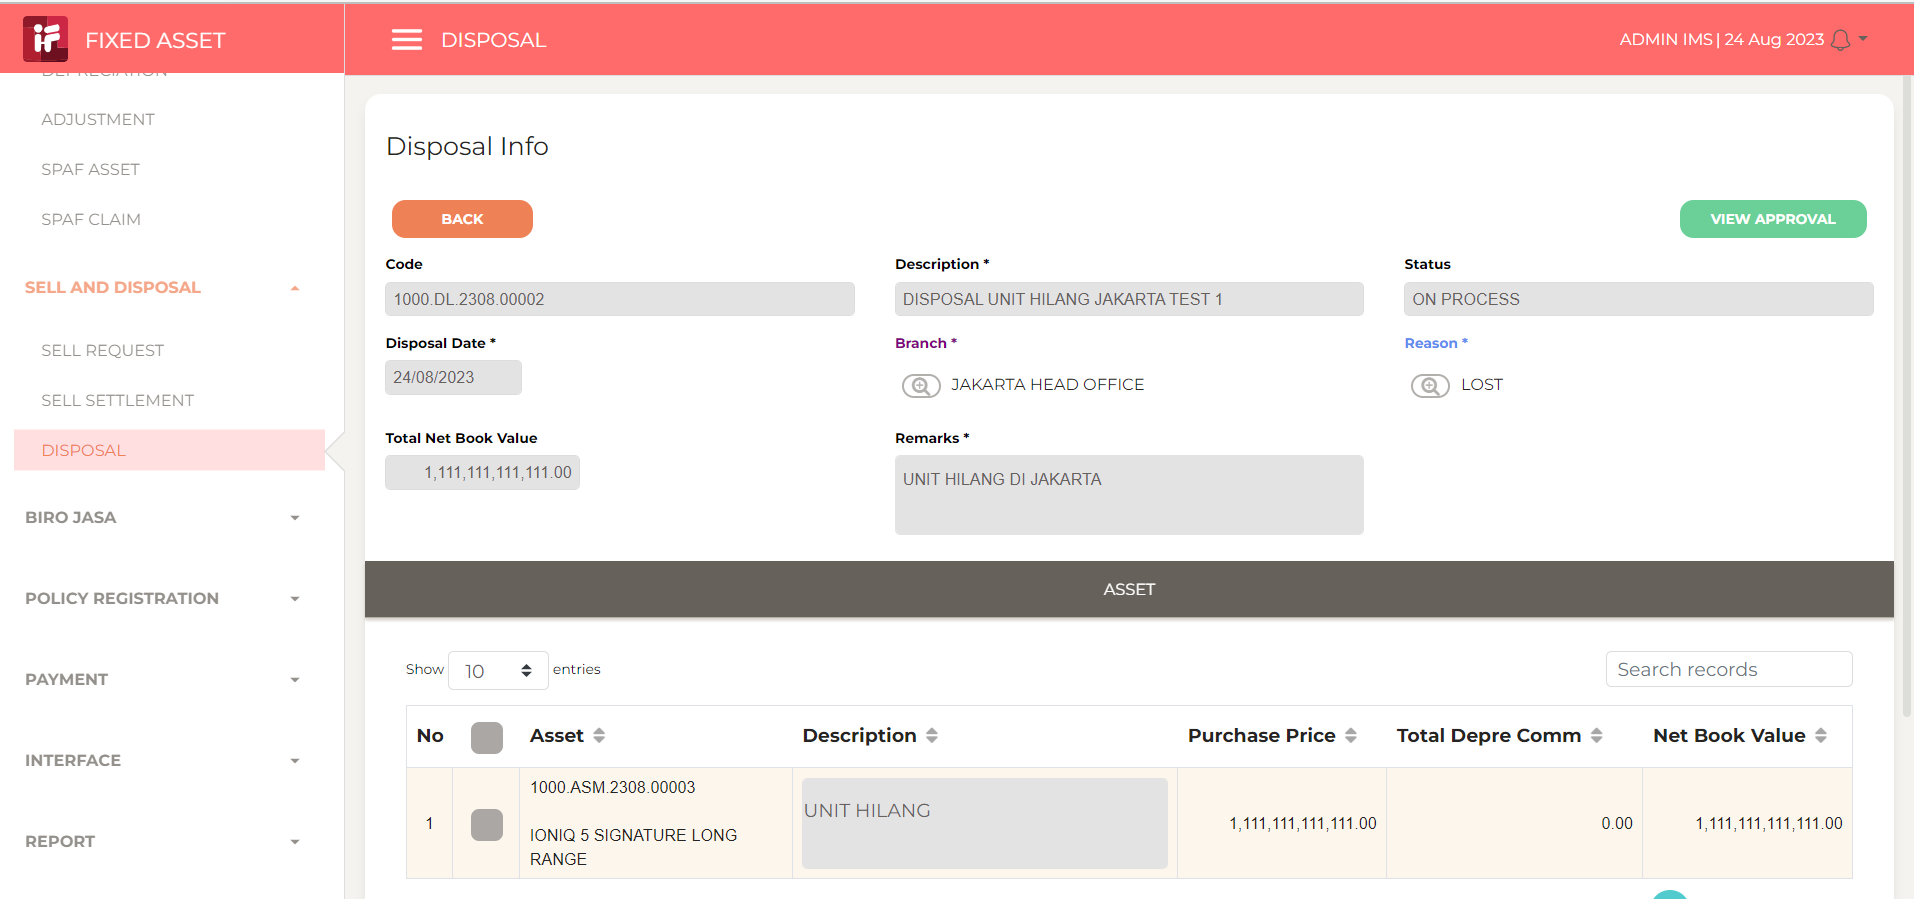 iF FIXED ASSET
DISPOSAL
ADMIN IMS | 24 Aug 2023
DEPRECIATION
ADJUSTMENT
SPAF ASSET
SPAF CLAIM
SELL AND DISPOSAL
SELL REQUEST
SELL SETTLEMENT
DISPOSAL
BIRO JASA
POLICY REGISTRATION
PAYMENT
INTERFACE
REPORT
Disposal Info
BACK
VIEW APPROVAL
Code
Description *
Status
1000.DL.2308.00002
DISPOSAL UNIT HILANG JAKARTA TEST 1
ON PROCESS
Disposal Date *
Branch *
Reason *
24/08/2023
JAKARTA HEAD OFFICE
LOST
Total Net Book Value
Remarks *
1,111,111,111,111.00
UNIT HILANG DI JAKARTA
ASSET
Show 10 entries
Search records
No Asset Description Purchase Price Total Depre Comm Net Book Value
1000.ASM.2308.00003
UNIT HILANG
1 1,111,111,111,111.00 0.00 1,111,111,111,111.00
IONIQ 5 SIGNATURE LONG
RANGE